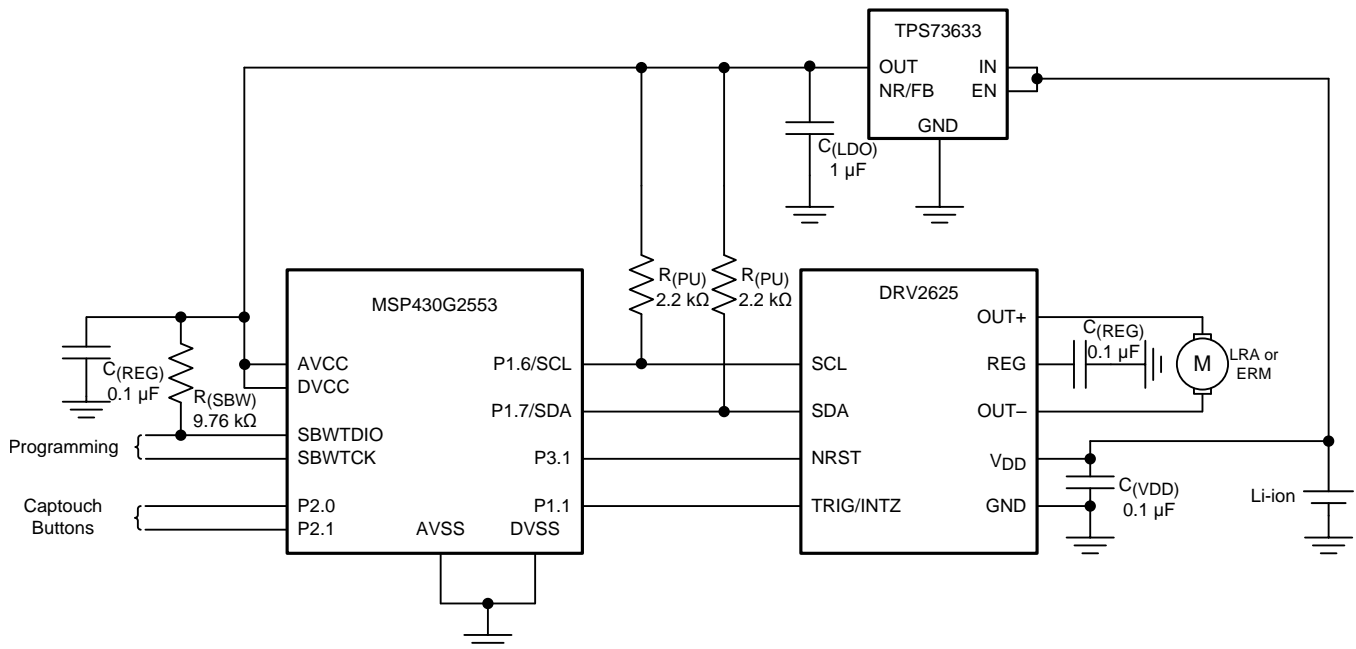 TPS73633
OUT
IN
NR/FB
EN
GND
C(LDO)
1 µF
R(PU)
2.2 kΩ
R(PU)
2.2 kΩ
MSP430G2553
DRV2625
OUT+
C(REG)
0.1 µF
AVCC
P1.6/SCL
SCL
REG
M
LRA or
ERM
C(REG)
0.1 µF
DVCC
R(SBW)
9.76 kΩ
P1.7/SDA
SDA
OUT–
Programming
SBWTDIO
SBWTCK
P3.1
NRST
VDD
C(VDD)
0.1 µF
Li-ion
Captouch
Buttons
P2.0
P2.1
P1.1
TRIG/INTZ
GND
AVSS
DVSS